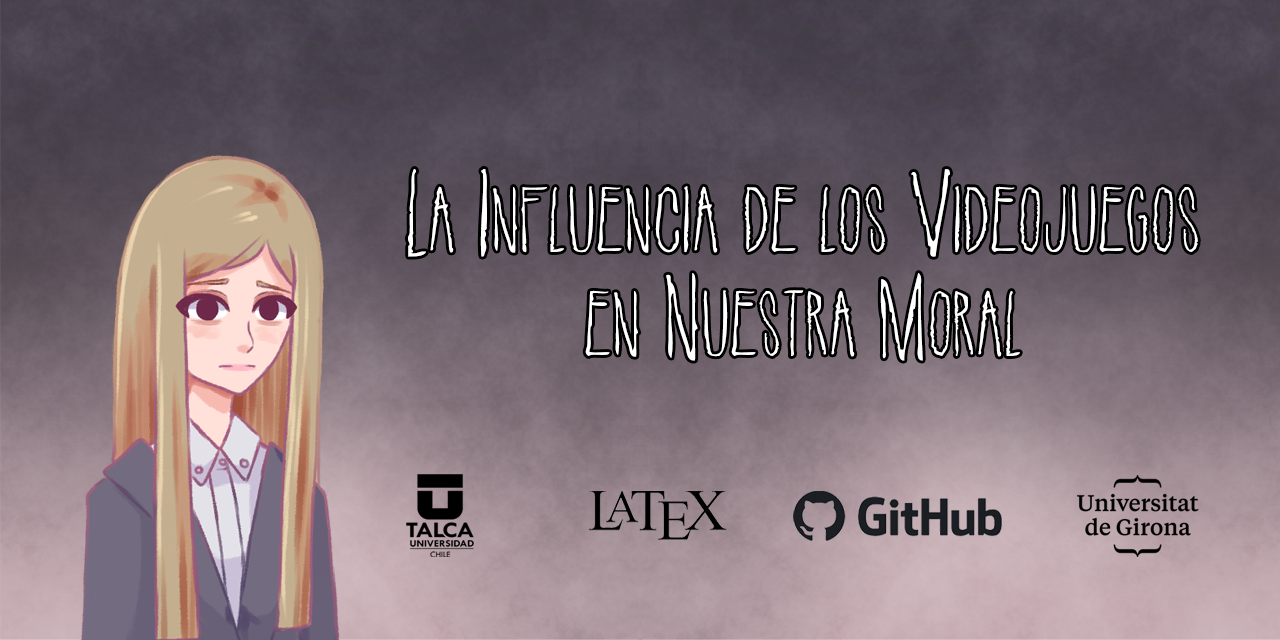 La Influencia de los Videojuegos
en Nuestra Moral
TALCA
UNIVERSIDAD
CHILE
LATEX
GitHub
Universitat
de Girona